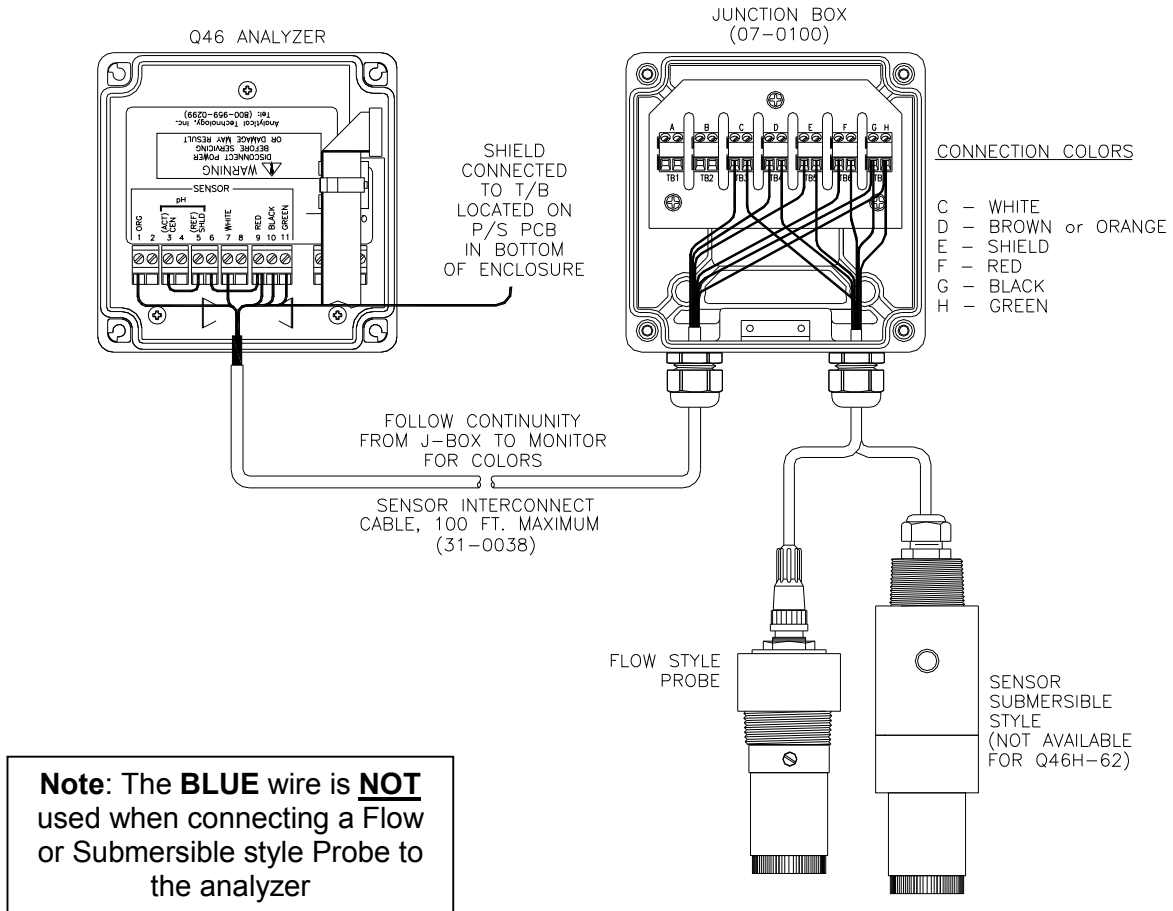 Q46 ANALYZER
Analytical Technology, Inc.
Tel: (800-959-0299)
WARNING
DISCONNECT POWER
BEFORE SERVICING
OR DAMAGE MAY RESULT
SENSOR
pH
ORG
(ACT)
CEN
(REF)
SHLD
WHITE
RED
BLACK
GREEN
1 2 3 4 5 6 7 8 9 10 11
SHIELD
CONNECTED
TO T/B
LOCATED ON
P/S PCB
IN BOTTOM
OF ENCLOSURE
JUNCTION BOX
(07-0100)
A B C D E F G H
TB1 TB2 TB3 TB4 TB5 TB6 TB
CONNECTION COLORS
C - WHITE
D - BROWN or ORANGE
E - SHIELD
F - RED
G - BLACK
H - GREEN
FOLLOW CONTINUNITY
FROM J-BOX TO MONITOR
FOR COLORS
SENSOR INTERCONNECT
CABLE, 100 FT. MAXIMUM
(31-0038)
FLOW STYLE
PROBE
SENSOR
SUBMERSIBLE
STYLE
(NOT AVAILABLE
FOR Q46H-62)
Note: The BLUE wire is NOT
used when connecting a Flow
or Submersible style Probe to
the analyzer